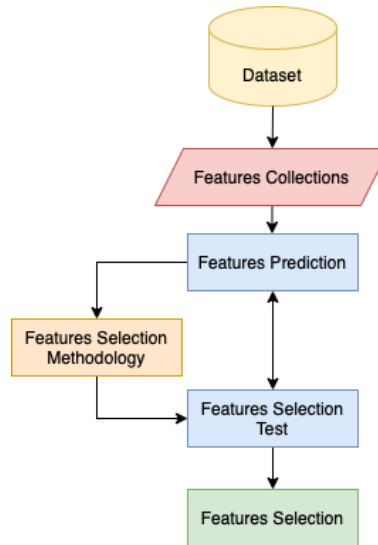 Dataset
Features Collections
Features Prediction
Features Selection
Methodology
Features Selection
Test
Features Selection